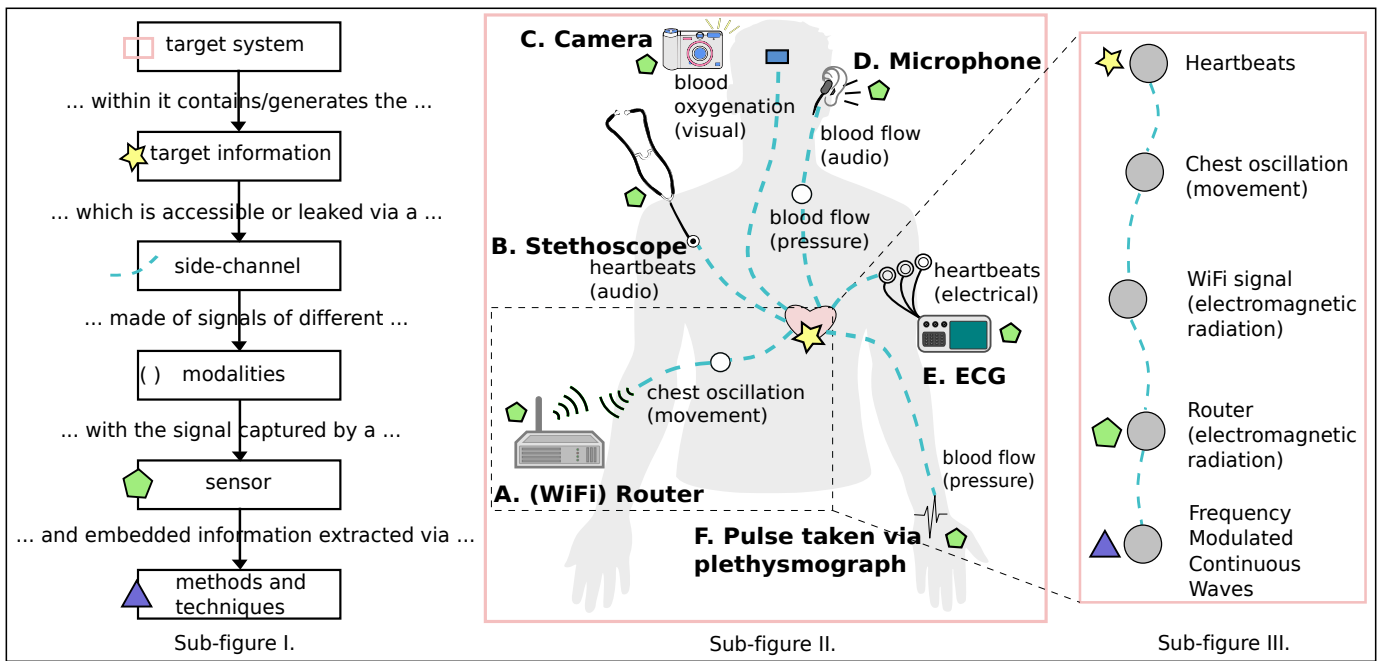 target system
... within it contains/generates the ...
target information
... which is accessible or leaked via a ...
side-channel
... made of signals of different ...
( ) modalities
... with the signal captured by a ...
sensor
... and embedded information extracted via ...
methods and
techniques
Sub-figure I.
C. Camera
blood
oxygenation
(visual)
D. Microphone
blood flow
(audio)
blood flow
(pressure)
B. Stethoscope
heartbeats
(audio)
heartbeats
(electrical)
E. ECG
chest oscillation
(movement)
A. (WiFi) Router
blood flow
(pressure)
F. Pulse taken via
plethysmograph
Sub-figure II.
Heartbeats
Chest oscillation
(movement)
WiFi signal
(electromagnetic
radiation)
Router
(electromagnetic
radiation)
Frequency
Modulated
Continuous
Waves
Sub-figure III.